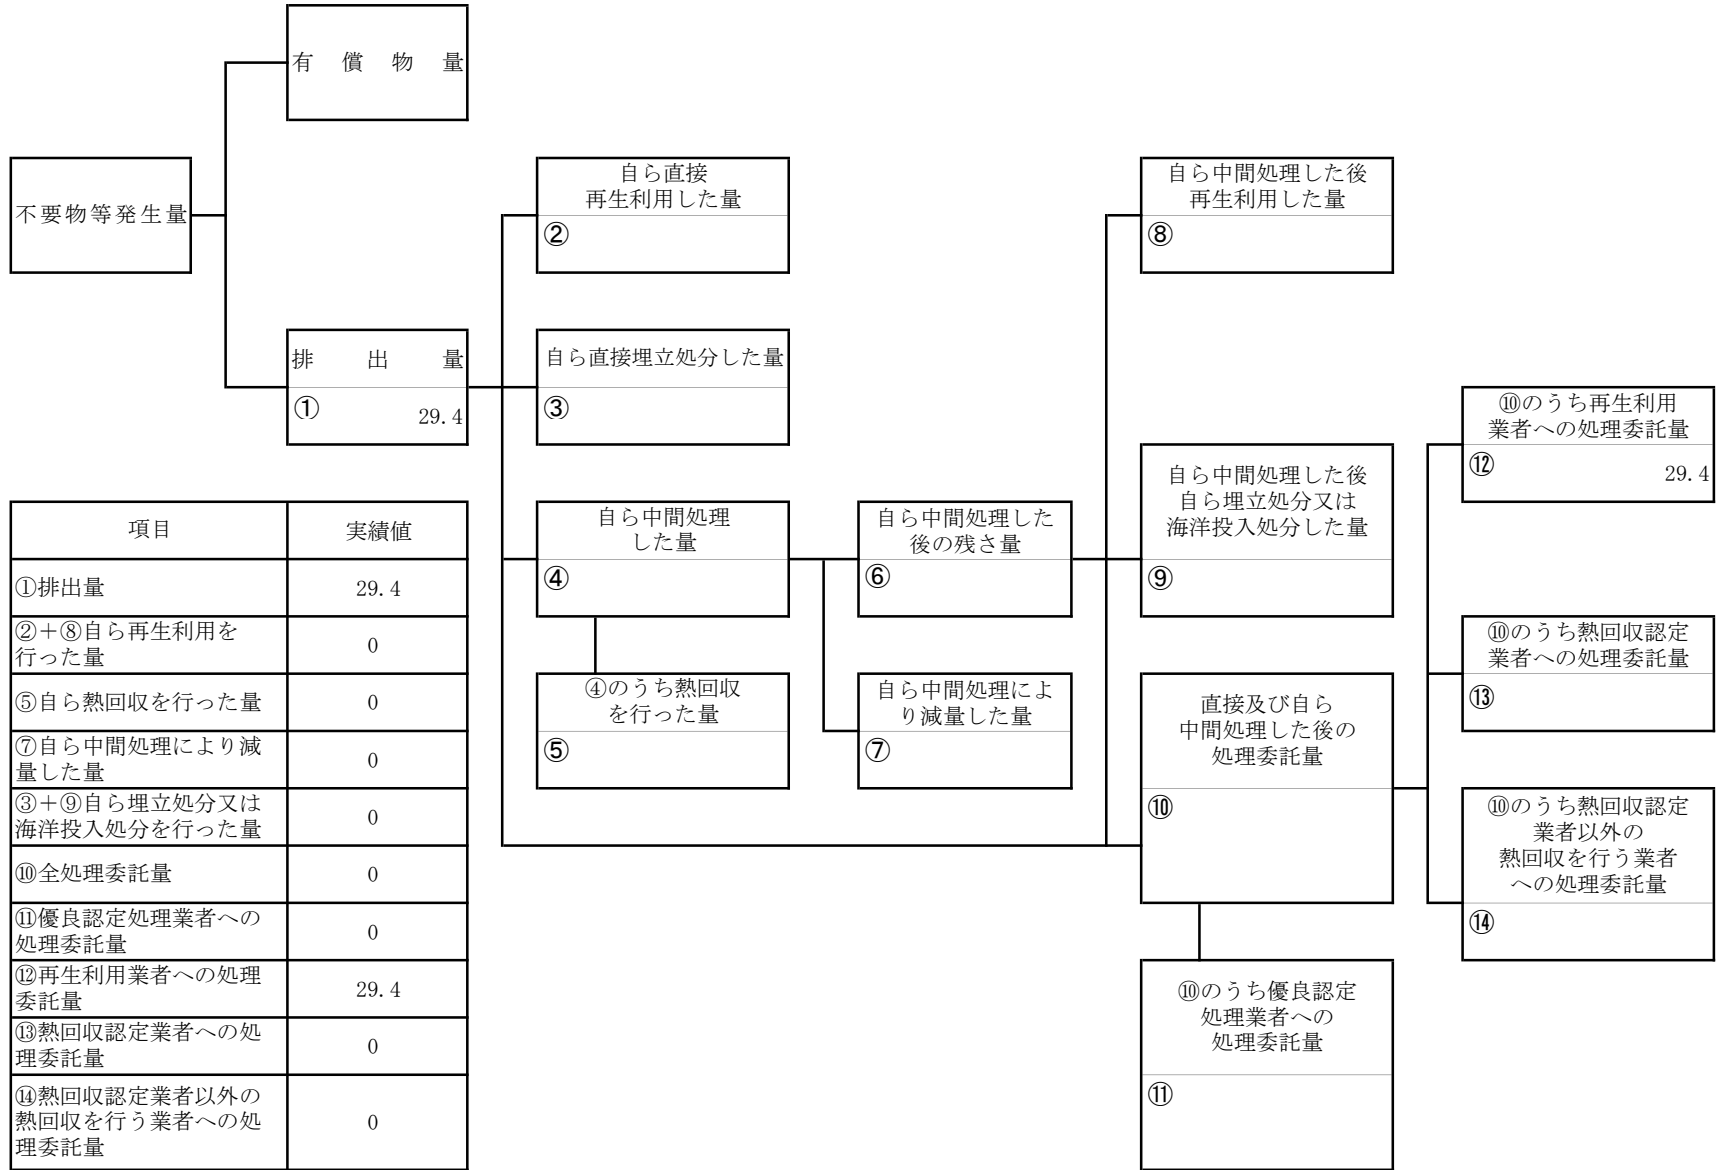 有償物量
不要物等発生量
排出量
①
29.4
自ら直接
再生利用した量
②
自ら直接埋立処分した量
③
自ら中間処理
した量
④
④のうち熱回収
を行った量
⑤
自ら中間処理した
後の残さ量
⑥
自ら中間処理によ
り減量した量
⑦
自ら中間処理した後
再生利用した量
⑧
自ら中間処理した後
自ら埋立処分又は
海洋投入処分した量
⑨
直接及び自ら
中間処理した後の
処理委託量
⑩
⑩のうち優良認定
処理業者への
処理委託量
⑪
⑩のうち再生利用
業者への処理委託量
⑫
29.4
⑩のうち熱回収認定
業者への処理委託量
⑬
⑩のうち熱回収認定
業者以外の
熱回収を行う業者
への処理委託量
⑭
項目
実績値
①排出量
29.4
②＋⑧自ら再生利用を
行った量
0
⑤自ら熱回収を行った量
0
⑦自ら中間処理により減
量した量
0
③＋⑨自ら埋立処分又は
海洋投入処分を行った量
0
⑩全処理委託量
0
⑪優良認定処理業者への
処理委託量
0
⑫再生利用業者への処理
委託量
29.4
⑬熱回収認定業者への処
理委託量
0
⑭熱回収認定業者以外の
熱回収を行う業者への処
理委託量
0